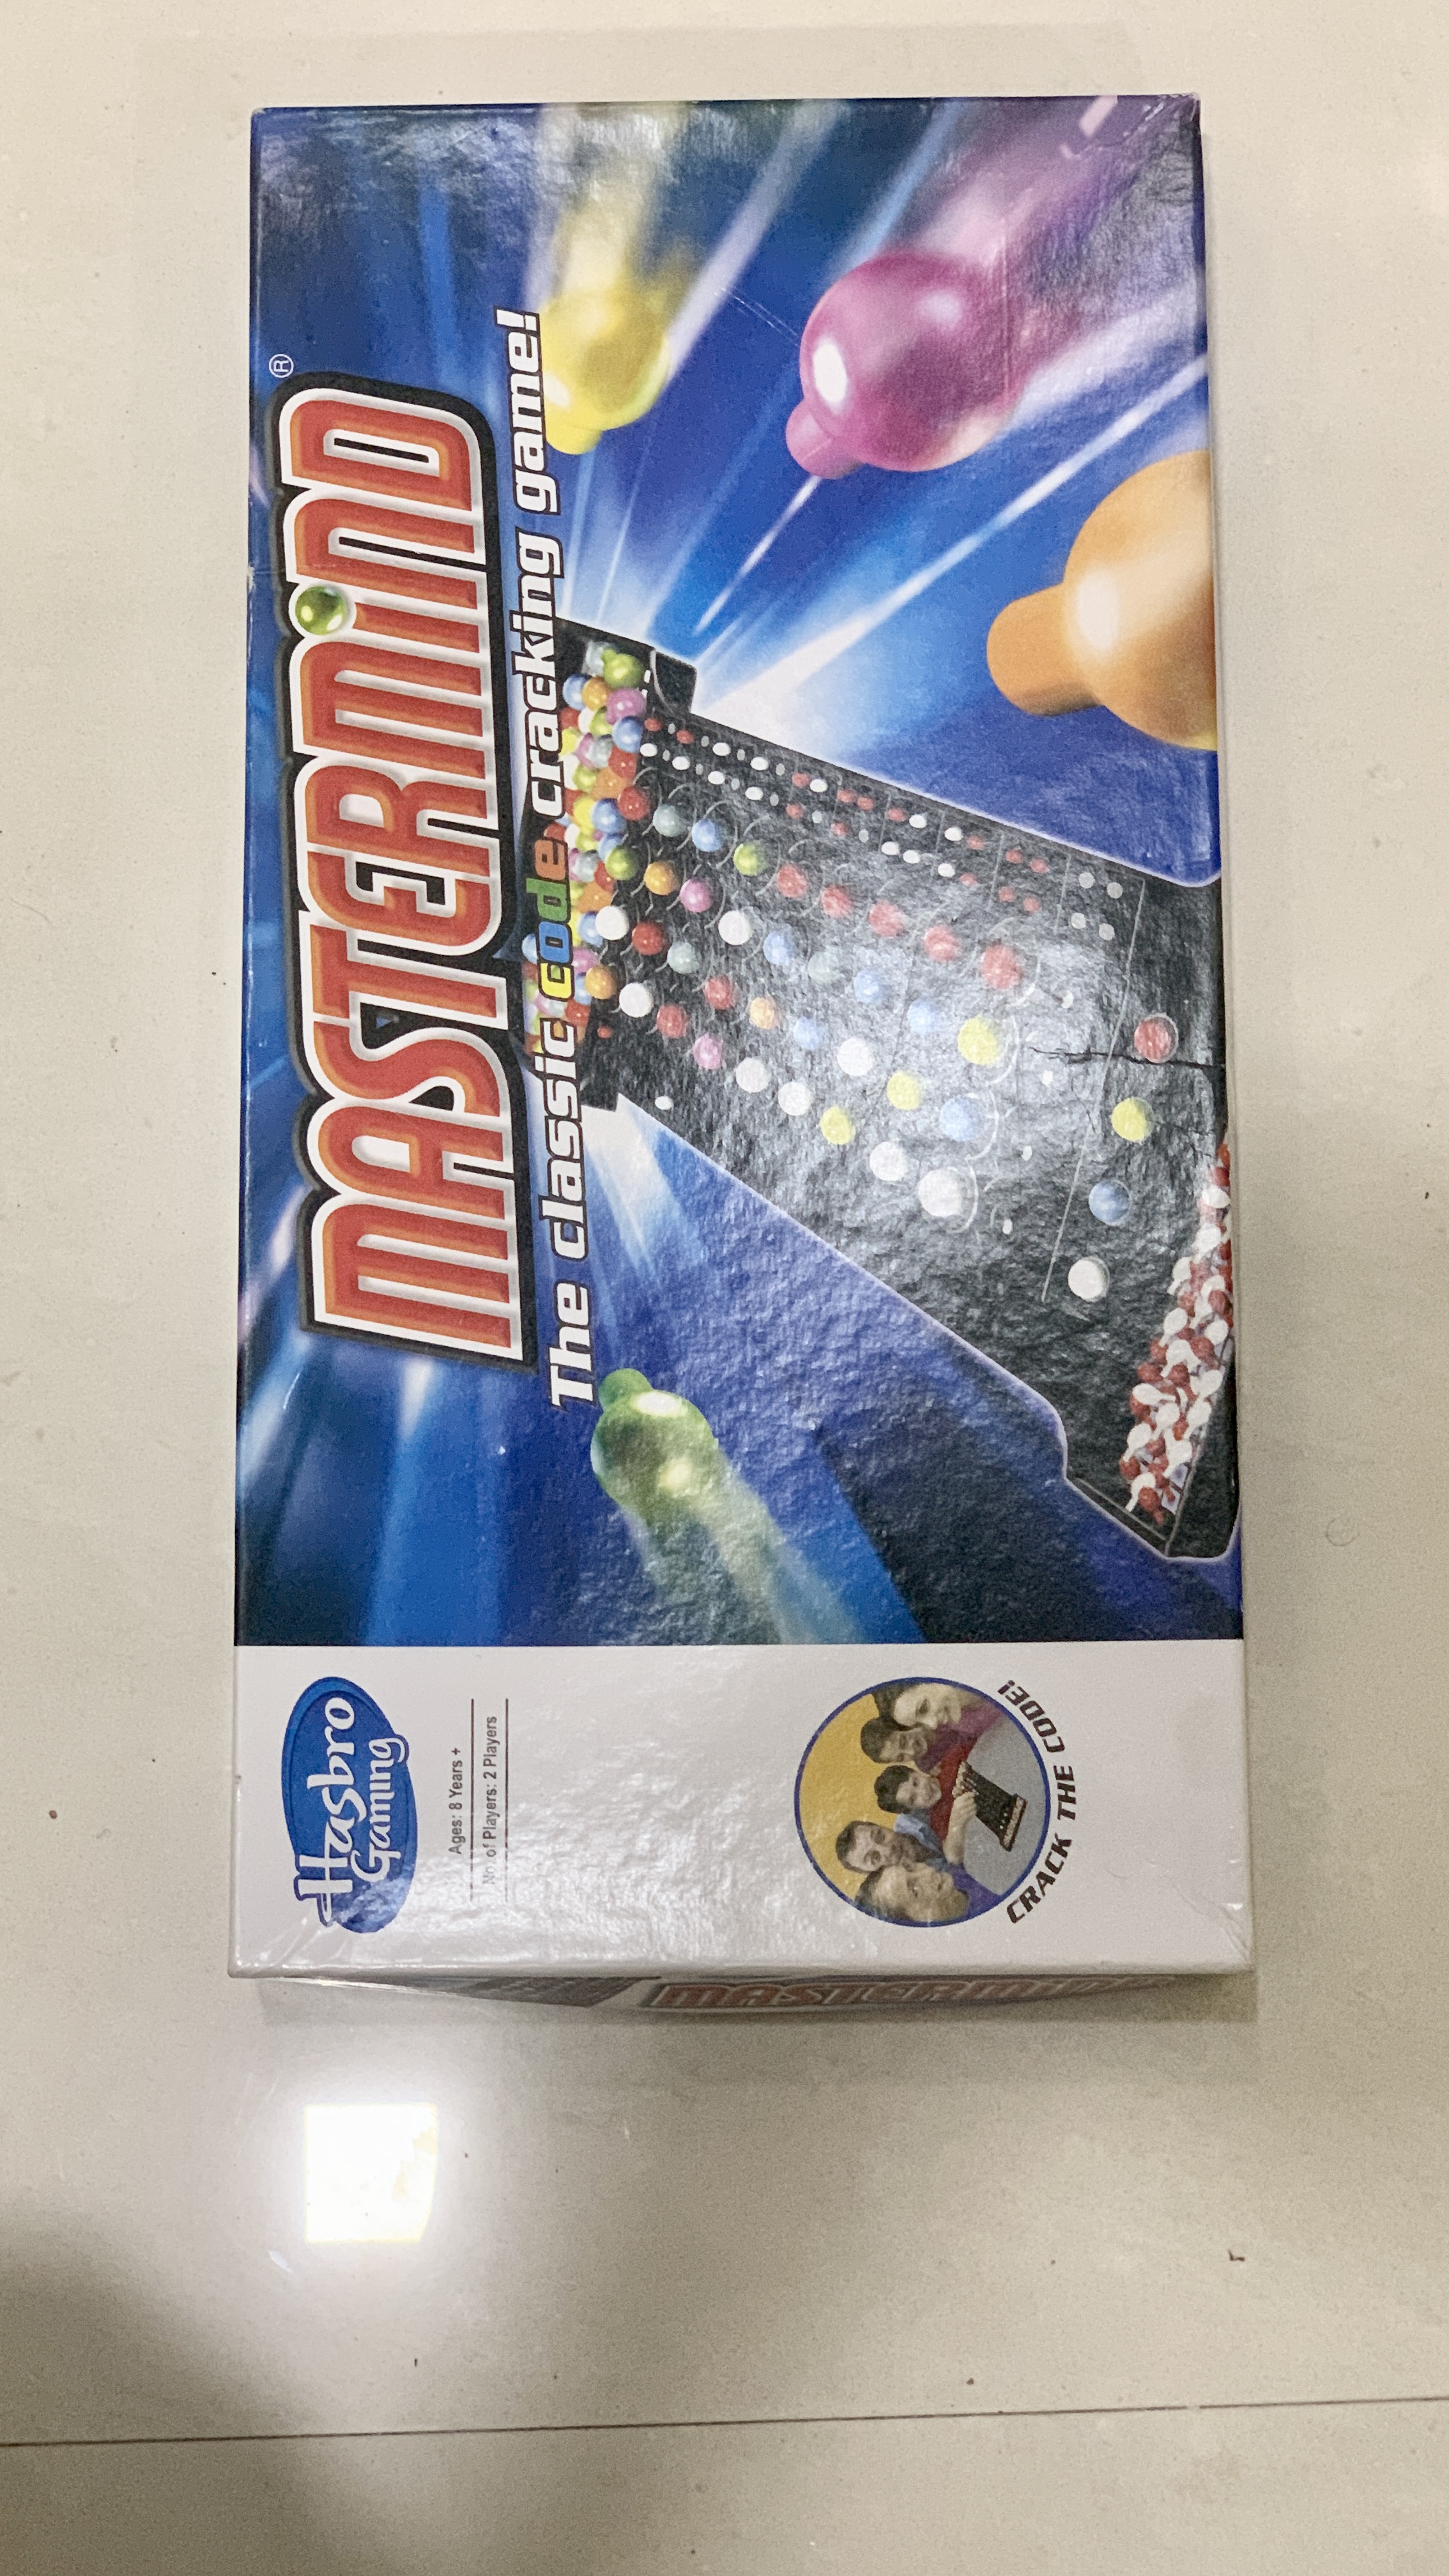 MASTERMIND®
The classic code cracking game!
Hasbro
Gaming
Ages: 8 Years +
No. of Players: 2 Players
CRACK THE CODE!
MASTERMIND